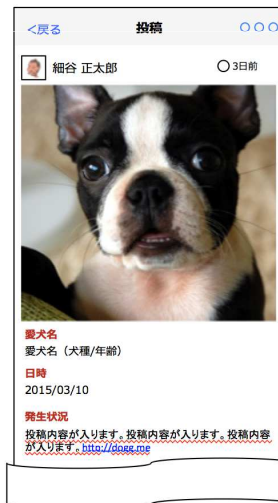 <戻る 投稿 ○○○
細谷 正太郎 3日前
愛犬名
愛犬名（犬種/年齢）
日時
2015/03/10
発生状況
投稿内容が入ります。投稿内容が入ります。投稿内容
が入ります。http://dogg.me